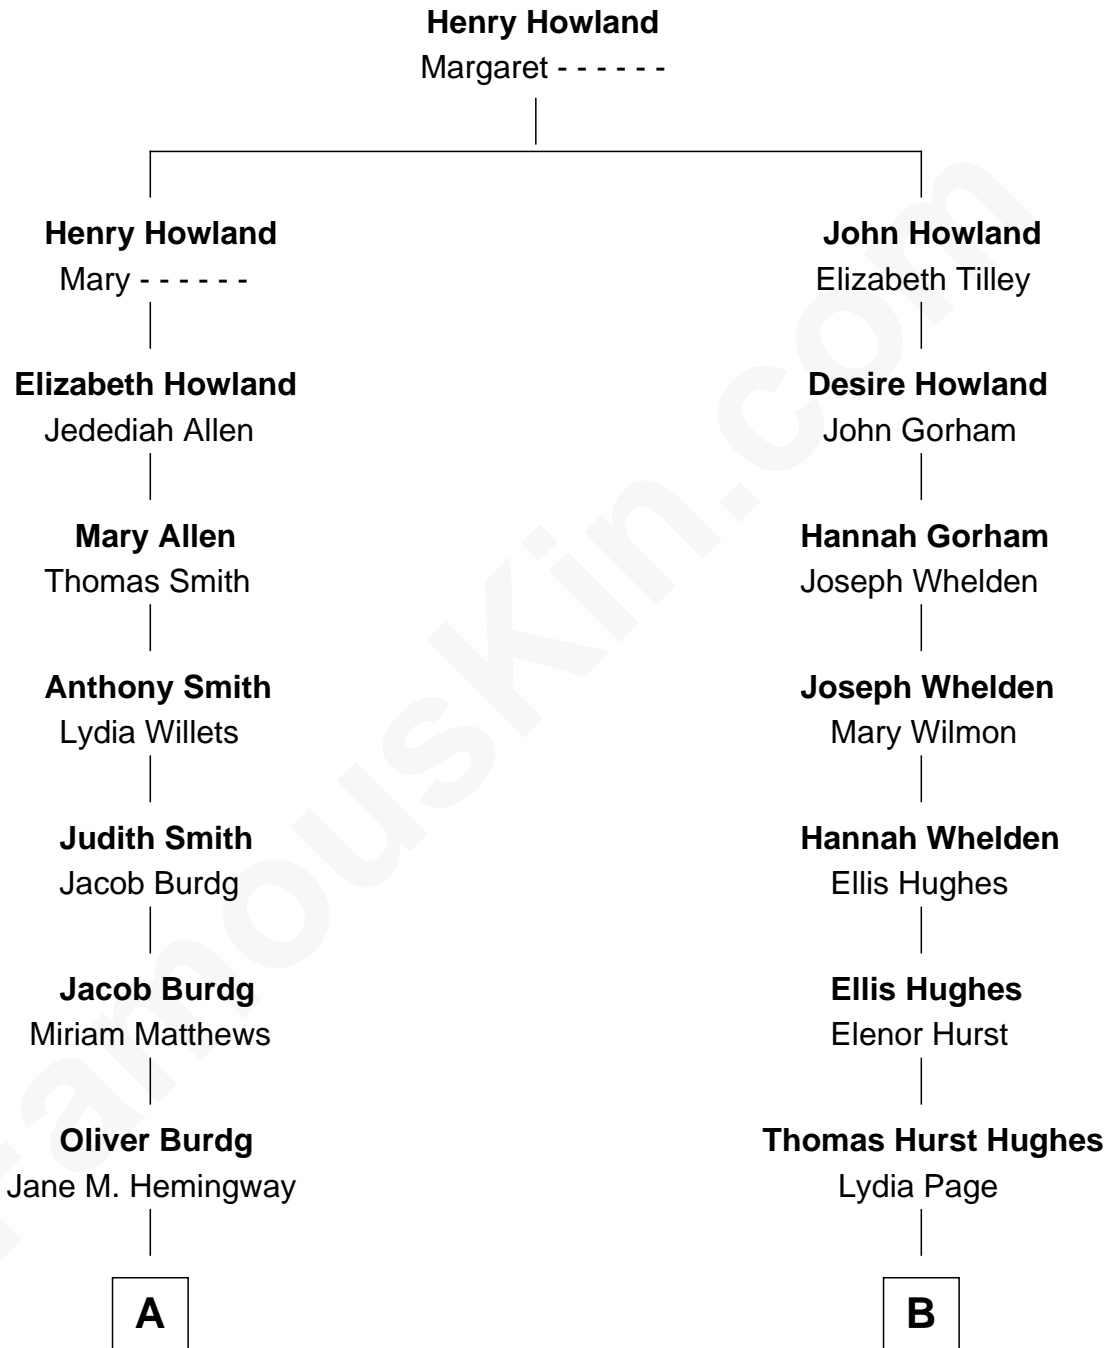 Henry Howland
Margaret - - - - - -
Henry Howland
Mary - - - - - -
Elizabeth Howland
Jedediah Allen
Mary Allen
Thomas Smith
Anthony Smith
Lydia Willets
Judith Smith
Jacob Burdg
Jacob Burdg
Miriam Matthews
Oliver Burdg
Jane M. Hemingway
A
John Howland
Elizabeth Tilley
Desire Howland
John Gorham
Hannah Gorham
Joseph Whelden
Joseph Whelden
Mary Wilmon
Hannah Whelden
Ellis Hughes
Ellis Hughes
Elenor Hurst
Thomas Hurst Hughes
Lydia Page
B
FamousKin.com